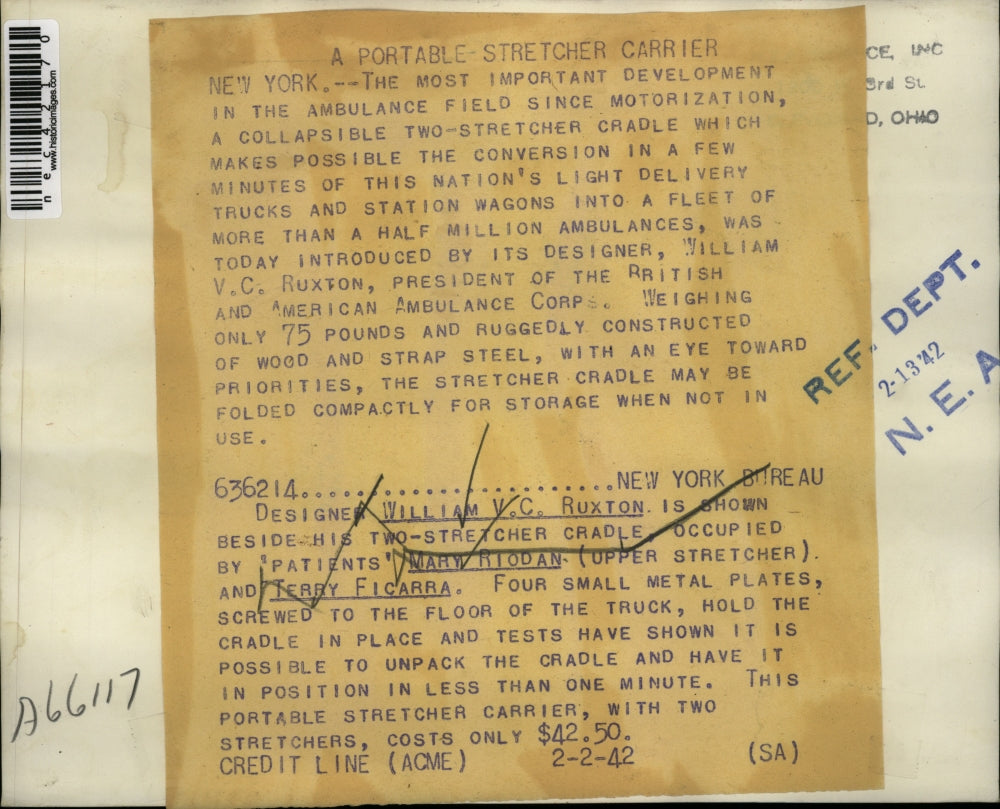 A PORTABLE STRETCHER CARRIER
NEW YORK.--THE MOST IMPORTANT DEVELOPMENT
IN THE AMBULANCE FIELD SINCE MOTORIZATION,
A COLLAPSIBLE TWO-STRETCHER CRADLE WHICH
MAKES POSSIBLE THE CONVERSION IN A FEW
MINUTES OF THIS NATION'S LIGHT DELIVERY
TRUCKS AND STATION WAGONS INTO A FLEET OF
MORE THAN A HALF MILLION AMBULANCES, WAS
TODAY INTRODUCED BY ITS DESIGNER, WILLIAM
V.C. RUXTON, PRESIDENT OF THE BRITISH
AND AMERICAN AMBULANCE CORPS. WEIGHING
ONLY 75 POUNDS AND RUGGEDLY CONSTRUCTED
OF WOOD AND STRAP STEEL, WITH AN EYE TOWARD
PRIORITIES, THE STRETCHER CRADLE MAY BE
FOLDED COMPACTLY FOR STORAGE WHEN NOT IN
USE.
636214........................NEW YORK BUREAU
DESIGNER WILLIAM V.C. RUXTON IS SHOWN
BESIDE HIS TWO-STRETCHER CRADLE, OCCUPIED
BY "PATIENTS" MARY RIODAN (UPPER STRETCHER).
AND TERRY FICARRA. FOUR SMALL METAL PLATES,
SCREWED TO THE FLOOR OF THE TRUCK, HOLD THE
CRADLE IN PLACE AND TESTS HAVE SHOWN IT IS
POSSIBLE TO UNPACK THE CRADLE AND HAVE IT
IN POSITION IN LESS THAN ONE MINUTE. THIS
PORTABLE STRETCHER CARRIER, WITH TWO
STRETCHERS, COSTS ONLY $42.50.
CREDIT LINE (ACME) 2-2-42 (SA)
CE, INC
3rd St.
D, OHIO
REF. DEPT.
2-13'42
N. E. A
A66117
nec42170
www.historicimages.com